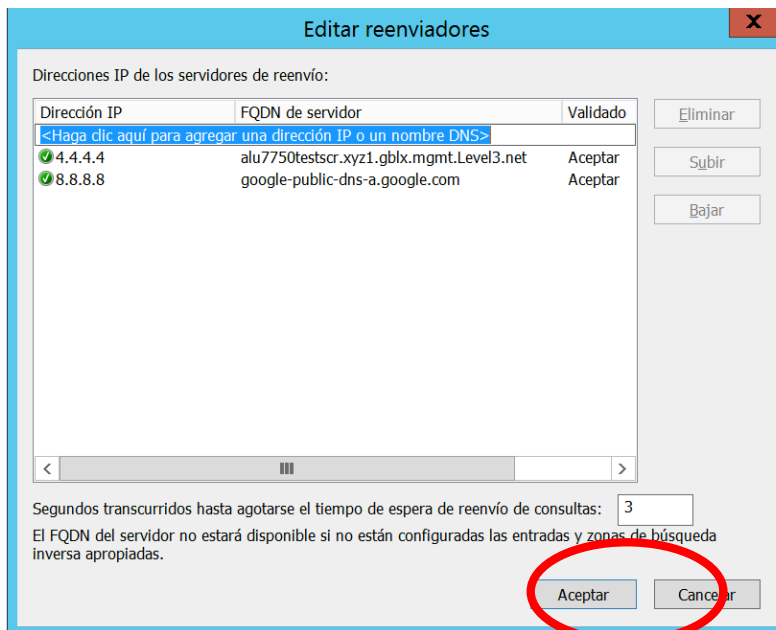 Editar reenviadores
X
Direcciones IP de los servidores de reenvío:
Dirección IP FQDN de servidor Validado
<Haga clic aquí para agregar una dirección IP o un nombre DNS>
4.4.4.4 alu7750testscr.xyz1.gblx.mgmt.Level3.net Aceptar
8.8.8.8 google-public-dns-a.google.com Aceptar
Eliminar
Subir
Bajar
Segundos transcurridos hasta agotarse el tiempo de espera de reenvío de consultas: 3
El FQDN del servidor no estará disponible si no están configuradas las entradas y zonas de búsqueda
inversa apropiadas.
Aceptar Cancelar